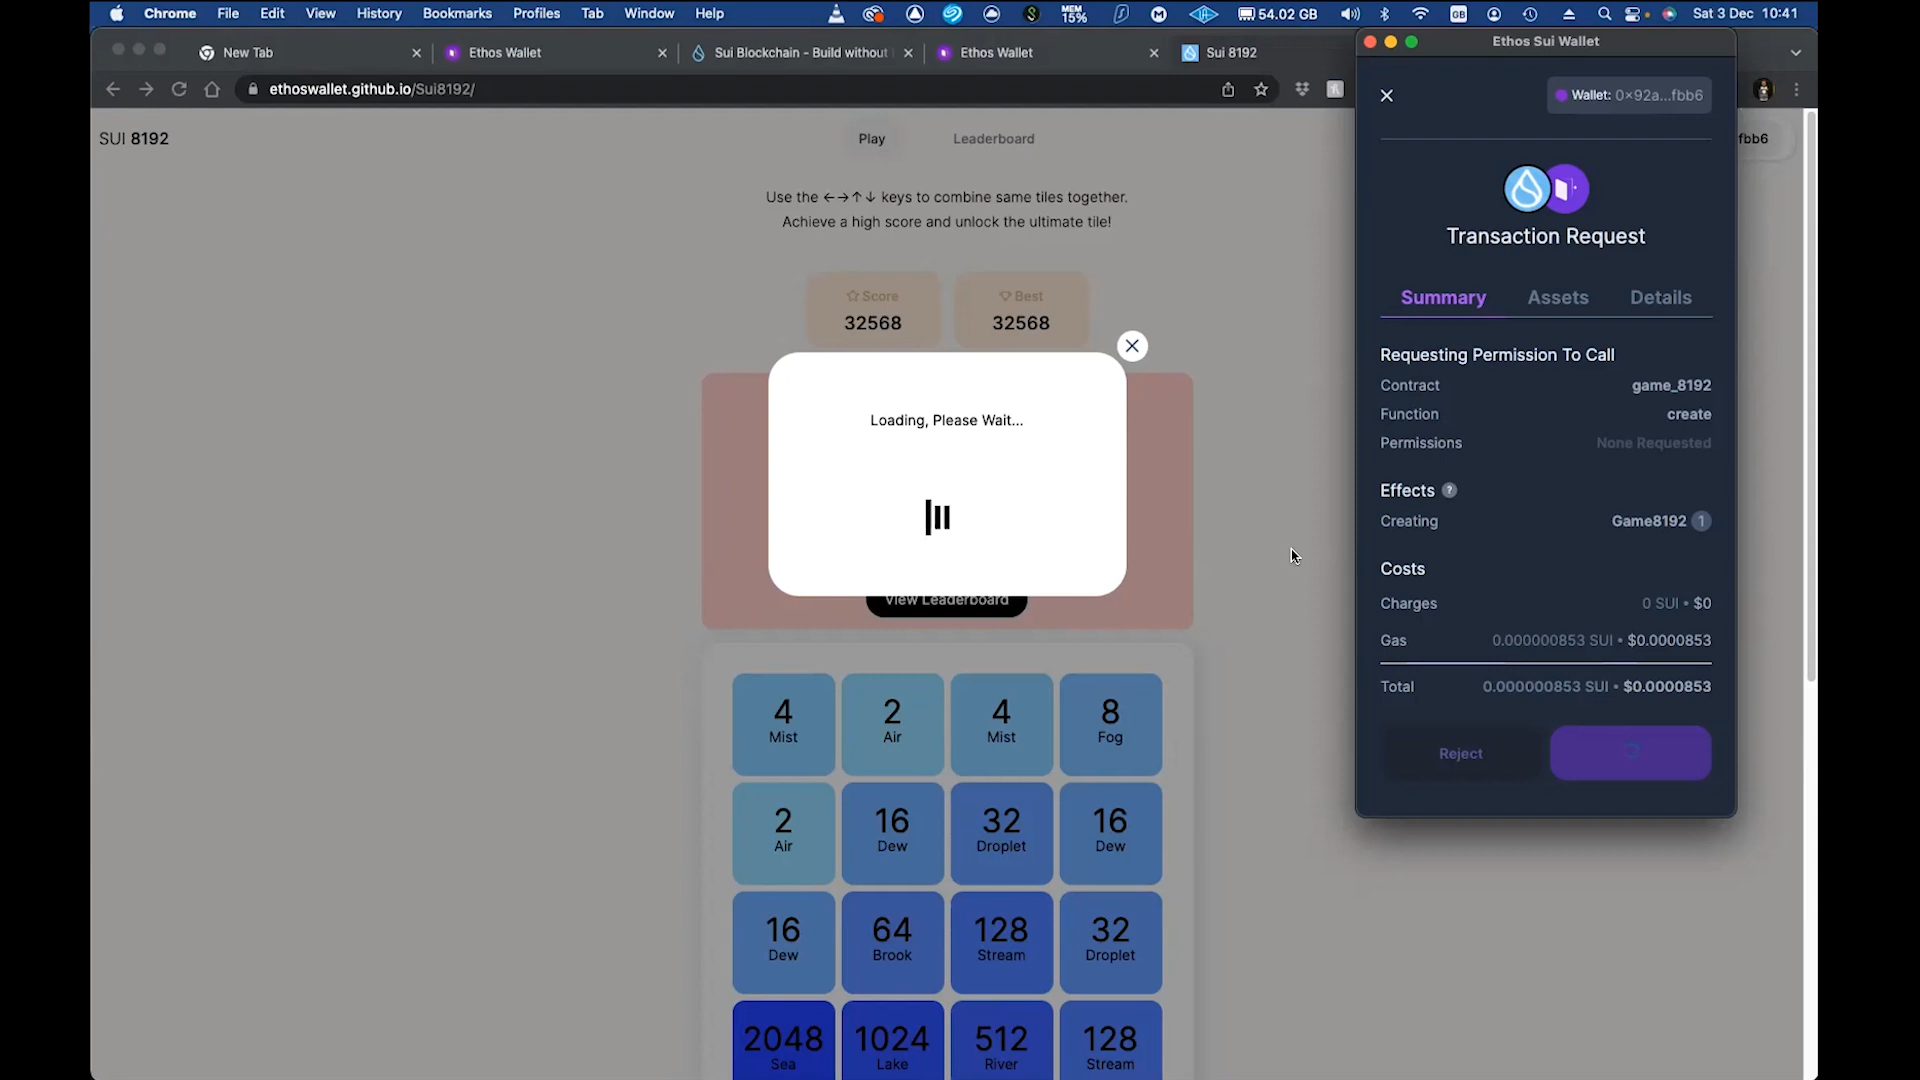 Chrome File Edit View History Bookmarks Profiles Tab Window Help
MEM 15% 54.02 GB GB Sat 3 Dec 10:41
New Tab
Ethos Wallet
Sui Blockchain - Build without
Ethos Wallet
Sui 8192
ethoswallet.github.io/Sui8192/
SUI 8192
Play
Leaderboard
fbb6
Use the ←→↑↓ keys to combine same tiles together.
Achieve a high score and unlock the ultimate tile!
Score
32568
Best
32568
Loading, Please Wait...
View Leaderboard
4 2 4 8
Mist Air Mist Fog
2 16 32 16
Air Dew Droplet Dew
16 64 128 32
Dew Brook Stream Droplet
2048 1024 512 128
Sea Lake River Stream
Ethos Sui Wallet
Wallet: 0×92a...fbb6
Transaction Request
Summary Assets Details
Requesting Permission To Call
Contract game_8192
Function create
Permissions None Requested
Effects ?
Creating Game8192 1
Costs
Charges 0 SUI • $0
Gas 0.000000853 SUI • $0.0000853
Total 0.000000853 SUI • $0.0000853
Reject